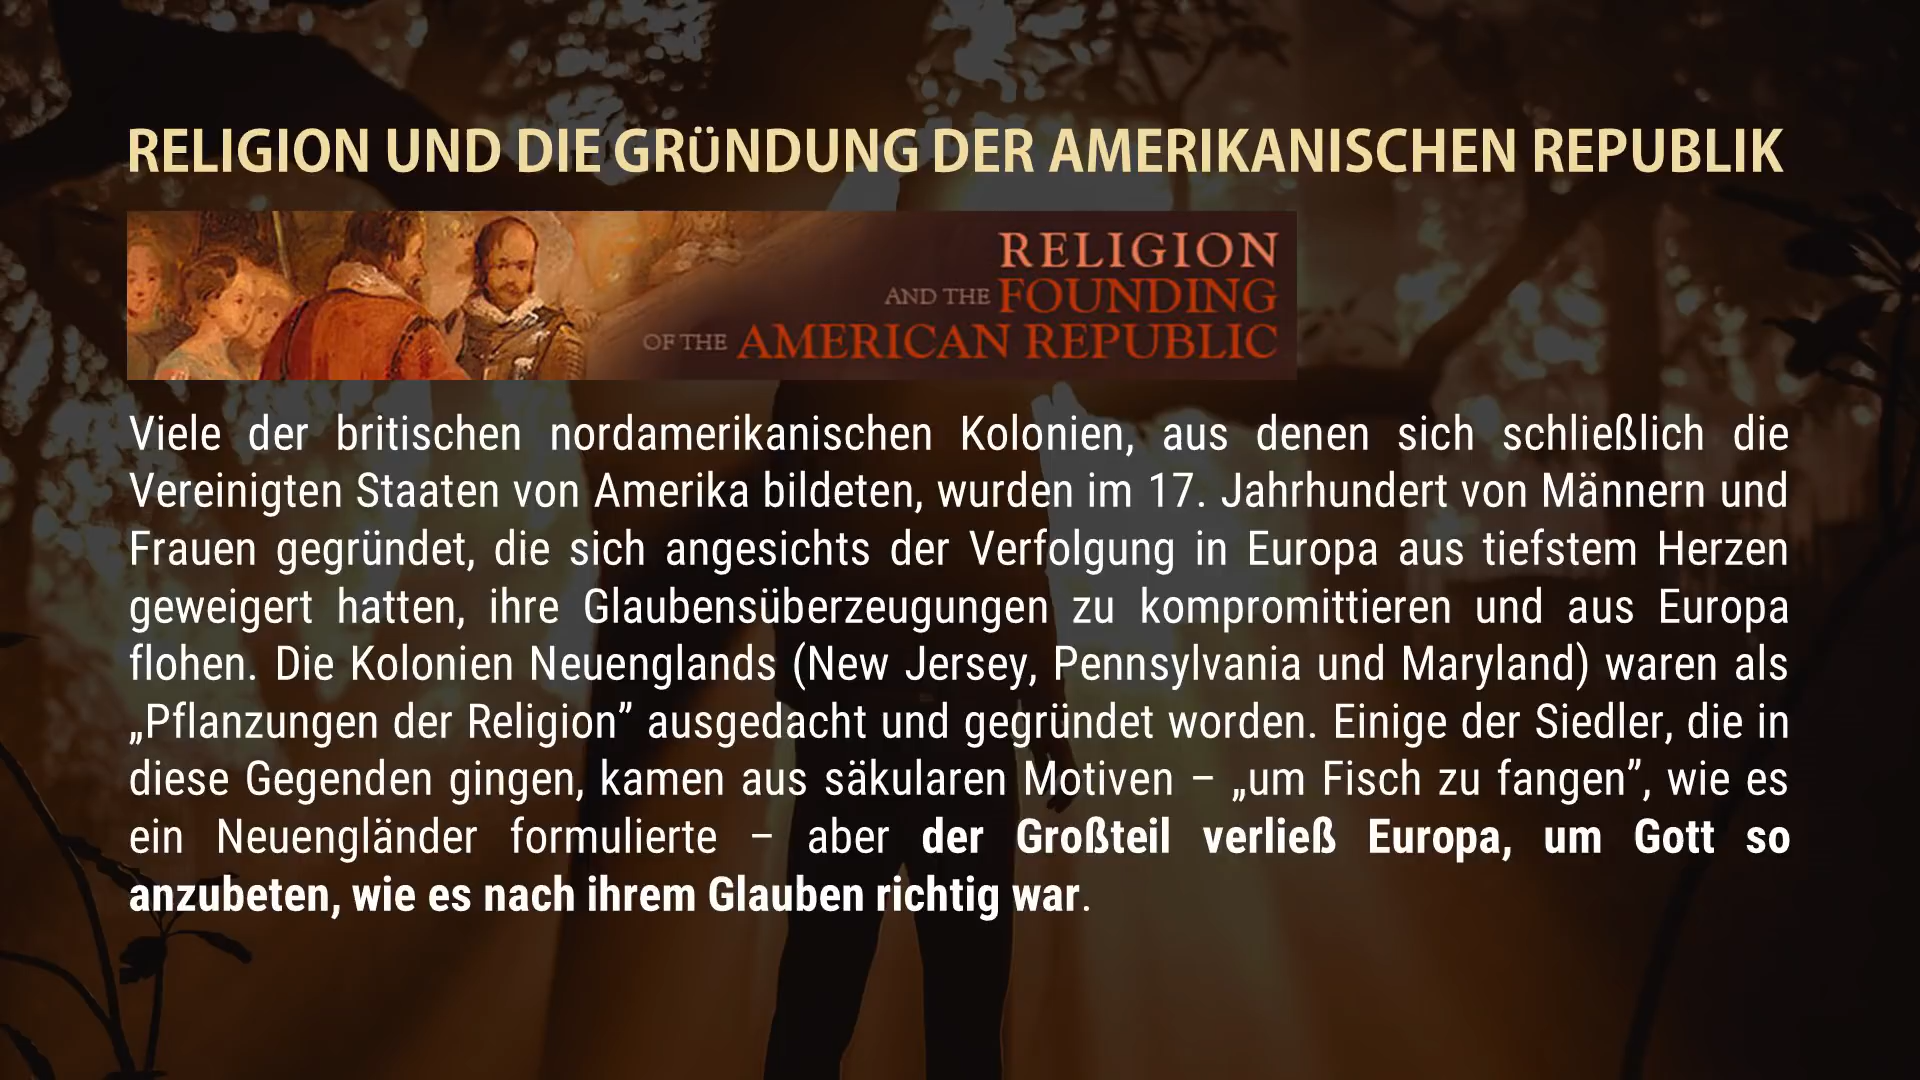 RELIGION UND DIE GRÜNDUNG DER AMERIKANISCHEN REPUBLIK
RELIGION
AND THE FOUNDING
OF THE AMERICAN REPUBLIC
Viele der britischen nordamerikanischen Kolonien, aus denen sich schließlich die
Vereinigten Staaten von Amerika bildeten, wurden im 17. Jahrhundert von Männern und
Frauen gegründet, die sich angesichts der Verfolgung in Europa aus tiefstem Herzen
geweigert hatten, ihre Glaubensüberzeugungen zu kompromittieren und aus Europa
flohen. Die Kolonien Neuenglands (New Jersey, Pennsylvania und Maryland) waren als
„Pflanzungen der Religion” ausgedacht und gegründet worden. Einige der Siedler, die in
diese Gegenden gingen, kamen aus säkularen Motiven – „um Fisch zu fangen”, wie es
ein Neuengländer formulierte – aber der Großteil verließ Europa, um Gott so
anzubeten, wie es nach ihrem Glauben richtig war.